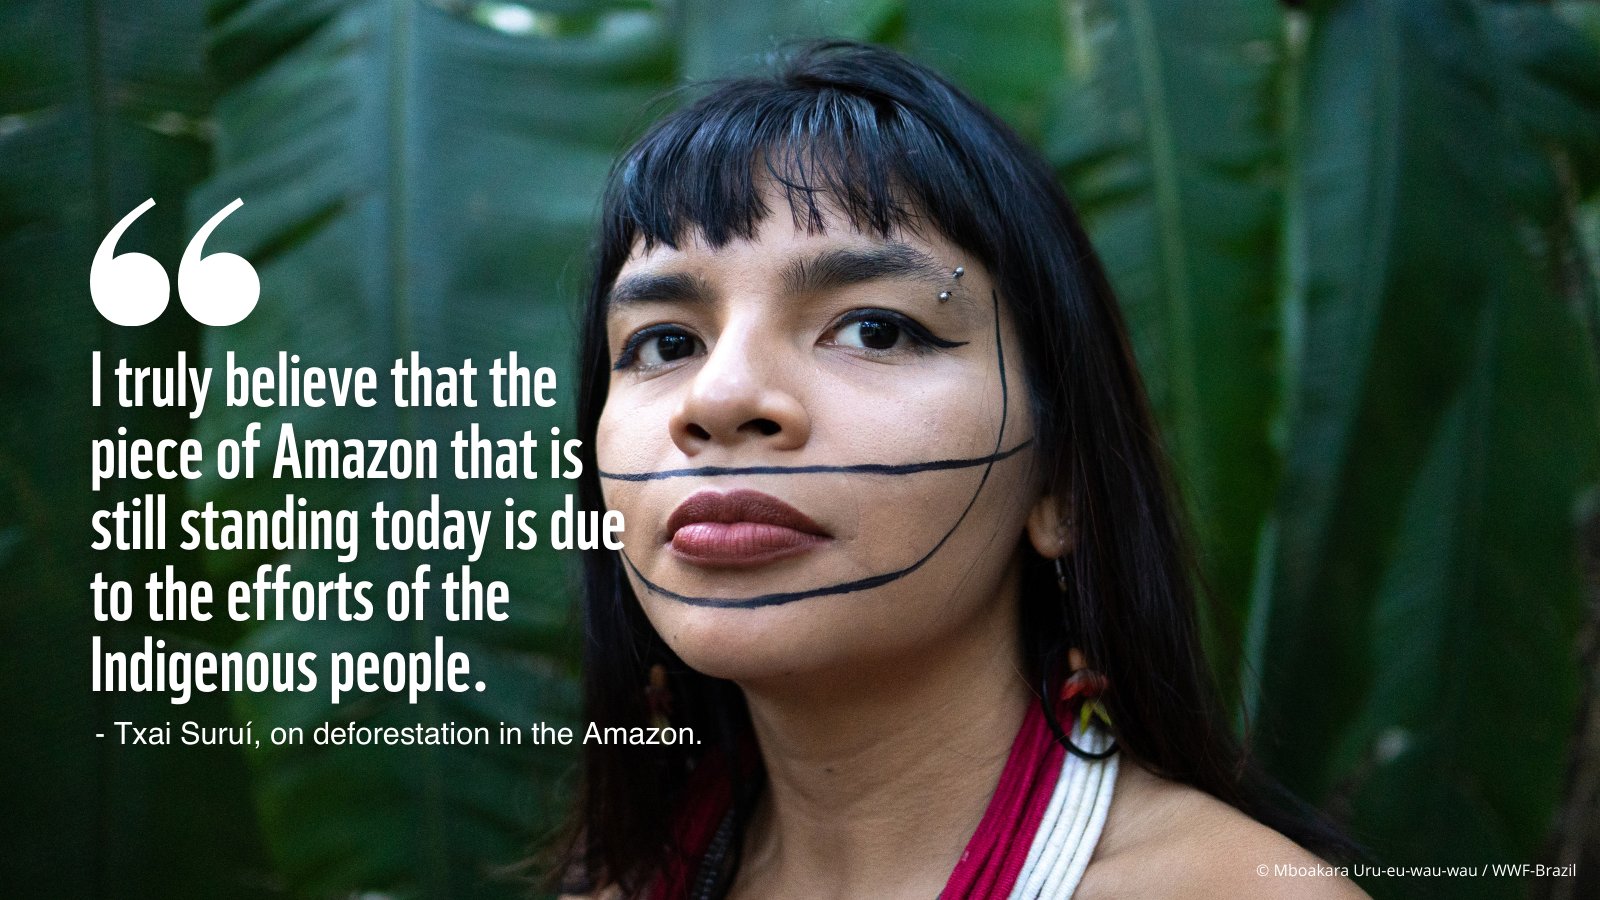 “
I truly believe that the
piece of Amazon that is
still standing today is due
to the efforts of the
Indigenous people.
- Txai Suruí, on deforestation in the Amazon.
© Mboakara Uru-eu-wau-wau / WWF-Brazil